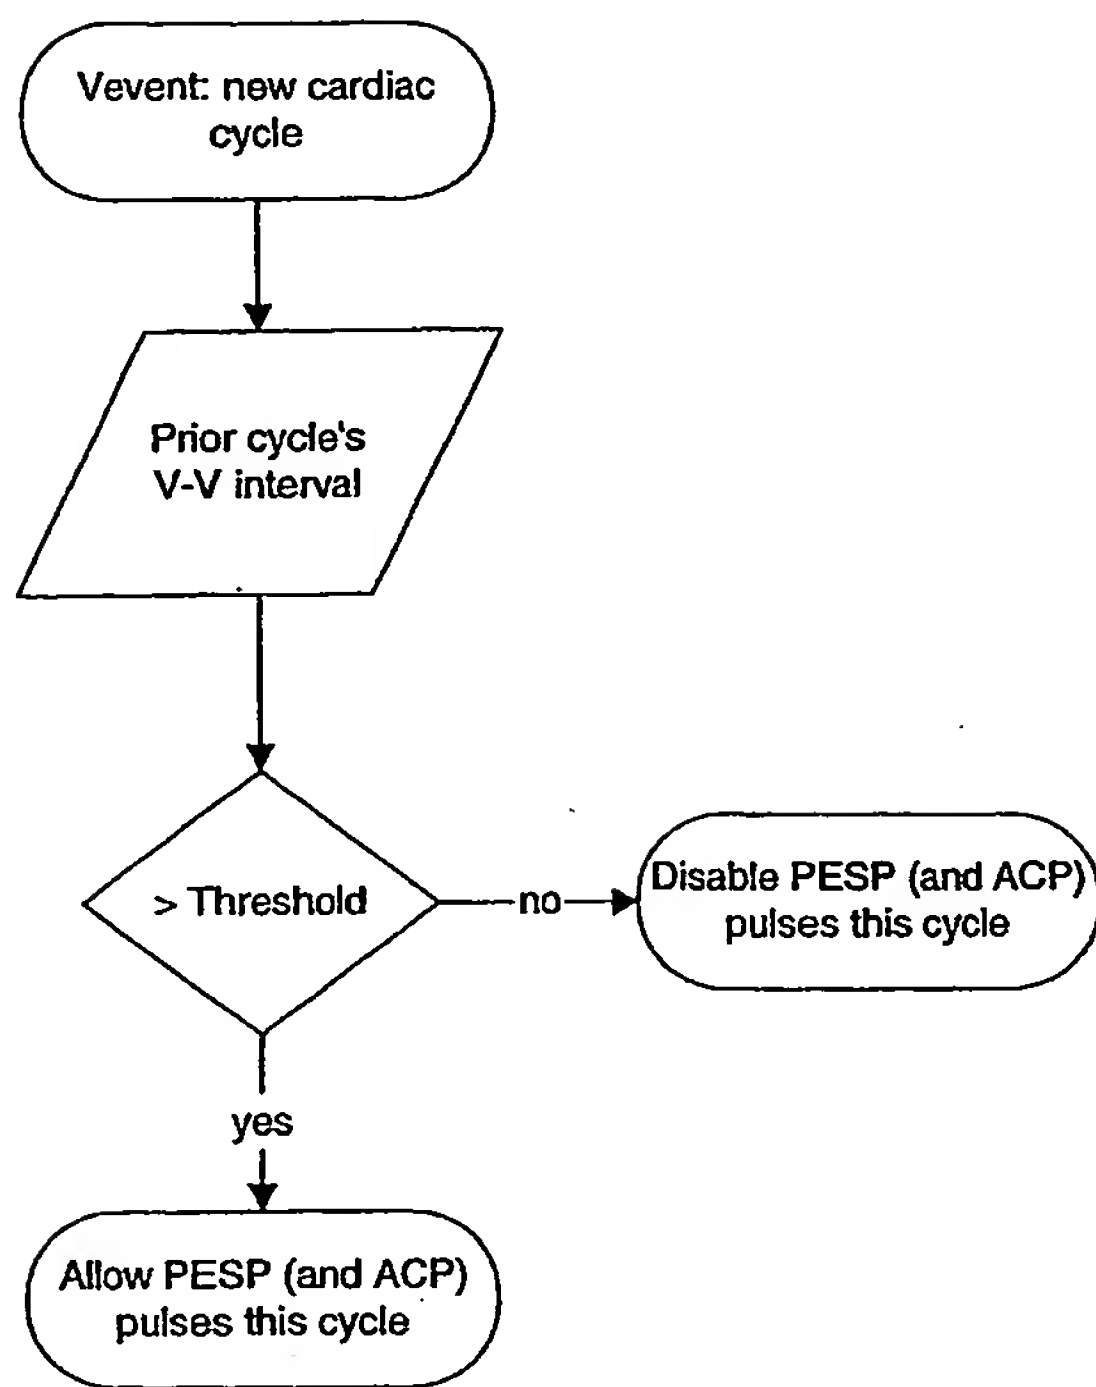 Vevent: new cardiac
cycle
Prior cycle's
V-V interval
> Threshold
no
Disable PESP (and ACP)
pulses this cycle
yes
Allow PESP (and ACP)
pulses this cycle